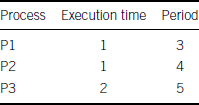 Process Execution time Period
P1 1 3
P2 1 4
P3 2 5